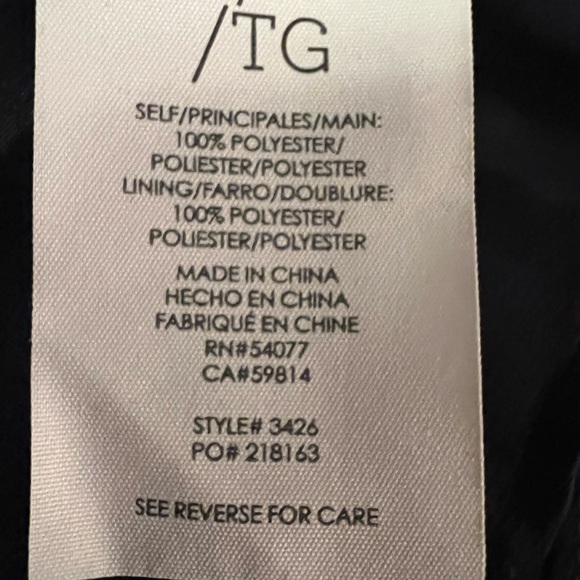 /TG
SELF/PRINCIPALES/MAIN:
100% POLYESTER/
POLIESTER/POLYESTER
LINING/FARRO/DOUBLURE:
100% POLYESTER/
POLIESTER/POLYESTER
MADE IN CHINA
HECHO EN CHINA
FABRIQUÉ EN CHINE
RN#54077
CA#59814
STYLE# 3426
PO# 218163
SEE REVERSE FOR CARE